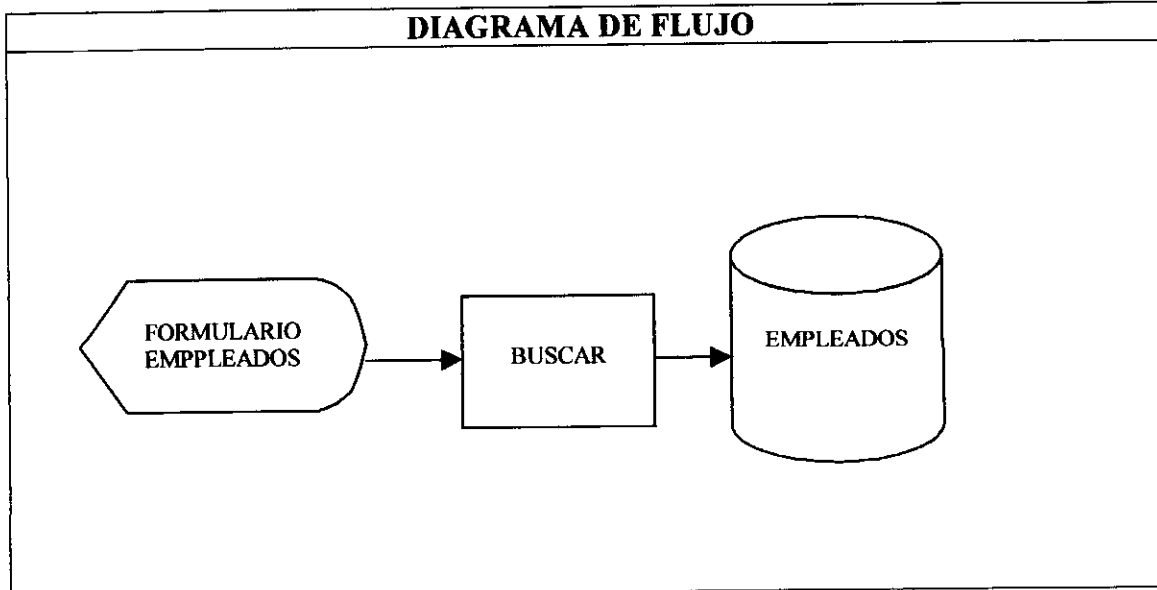 DIAGRAMA DE FLUJO
FORMULARIO
EMPPLEADOS
BUSCAR
EMPLEADOS